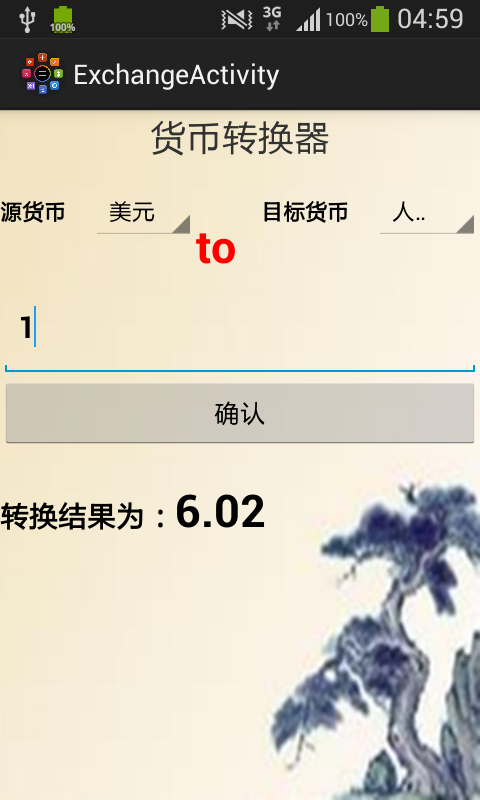 100% 3G 100% 04:59
ExchangeActivity
货币转换器
源货币 美元 to 目标货币 人..
1
确认
转换结果为：6.02